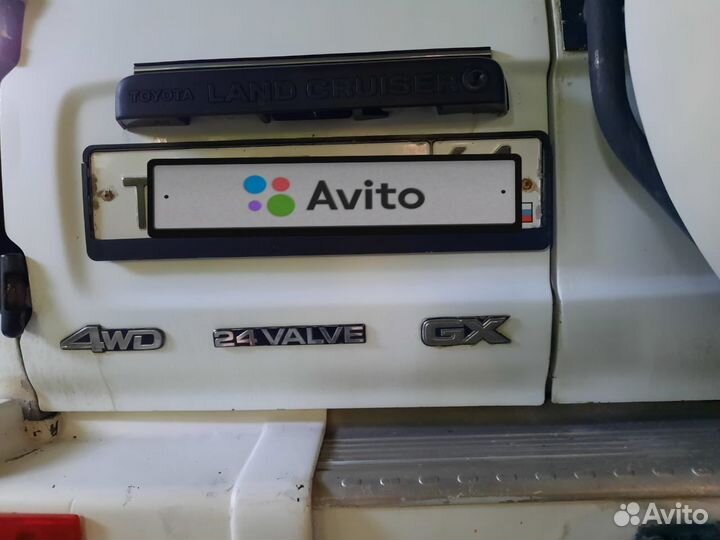 TOYOTA LAND CRUISER
T
Avito
4WD
24 VALVE
GX
Avito